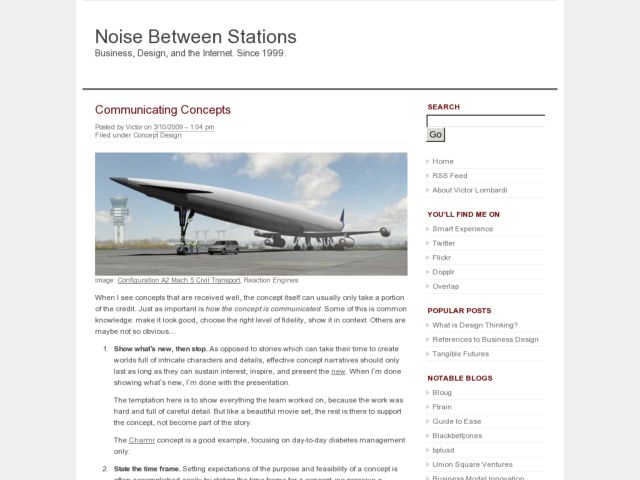 Noise Between Stations
Business, Design, and the Internet. Since 1999.
Communicating Concepts
Posted by Victor on 3/10/2009 – 1:04 pm
Filed under Concept Design
Image: Configuration A2 Mach 5 Civil Transport, Reaction Engines
When I see concepts that are received well, the concept itself can usually only take a portion
of the credit. Just as important is how the concept is communicated. Some of this is common
knowledge: make it look good, choose the right level of fidelity, show it in context. Others are
maybe not so obvious…
1. Show what's new, then stop. As opposed to stories which can take their time to create
worlds full of intricate characters and details, effective concept narratives should only
last as long as they can sustain interest, inspire, and present the new. When I'm done
showing what's new, I'm done with the presentation.
The temptation here is to show everything the team worked on, because the work was
hard and full of careful detail. But like a beautiful movie set, the rest is there to support
the concept, not become part of the story.
The Charmr concept is a good example, focusing on day-to-day diabetes management
only.
2. State the time frame. Setting expectations of the purpose and feasibility of a concept is
SEARCH
Go
Home
RSS Feed
About Victor Lombardi
YOU'LL FIND ME ON
Smart Experience
Twitter
Flickr
Dopplr
Overlap
POPULAR POSTS
What is Design Thinking?
References to Business Design
Tangible Futures
NOTABLE BLOGS
Bloug
Ftrain
Guide to Ease
Blackbeltjones
bplusd
Union Square Ventures
Business Model Innovation